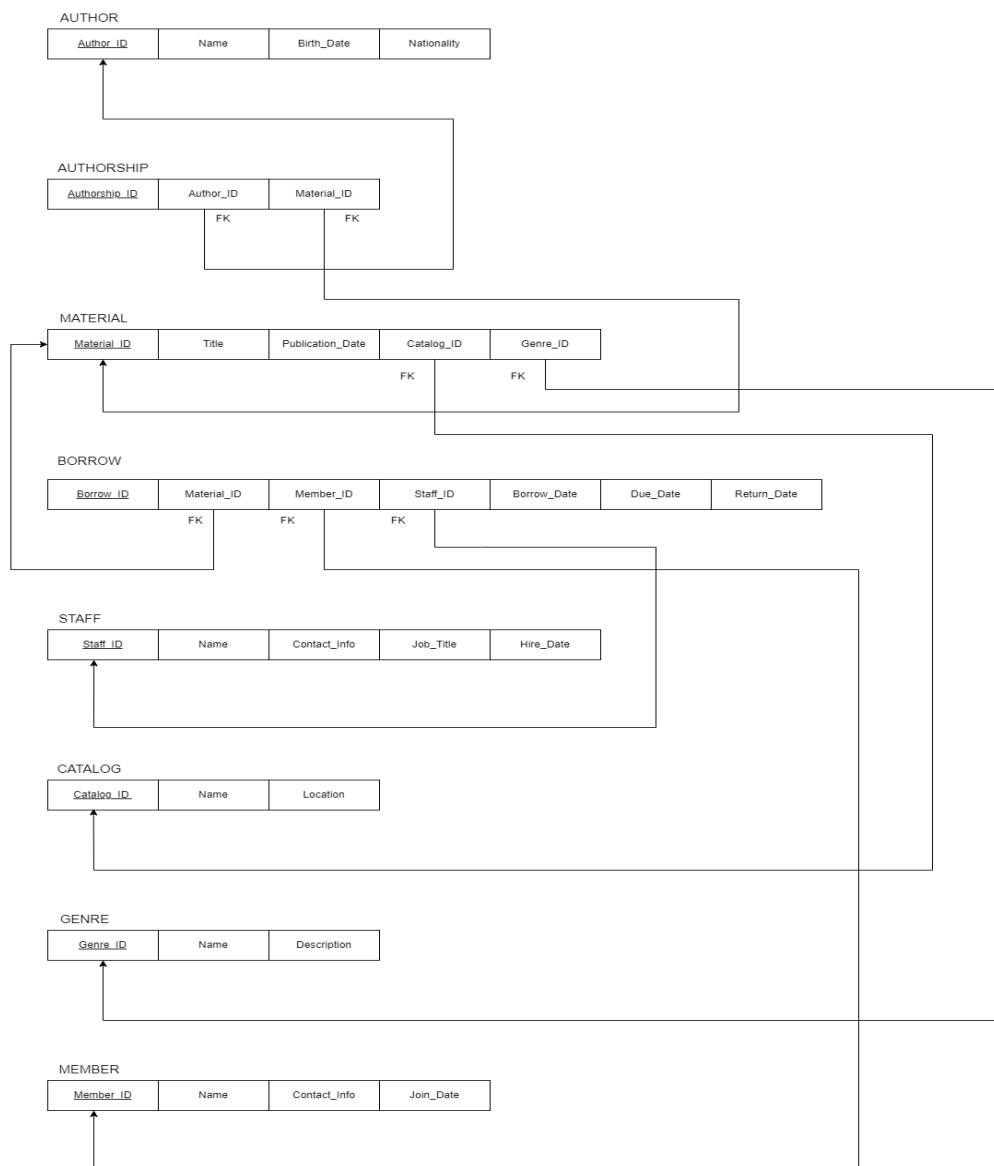 AUTHOR
Author_ID Name Birth_Date Nationality
AUTHORSHIP
Authorship_ID Author_ID Material_ID
FK FK
MATERIAL
Material_ID Title Publication_Date Catalog_ID Genre_ID
FK FK
BORROW
Borrow_ID Material_ID Member_ID Staff_ID Borrow_Date Due_Date Return_Date
FK FK FK
STAFF
Staff_ID Name Contact_Info Job_Title Hire_Date
CATALOG
Catalog_ID Name Location
GENRE
Genre_ID Name Description
MEMBER
Member_ID Name Contact_Info Join_Date